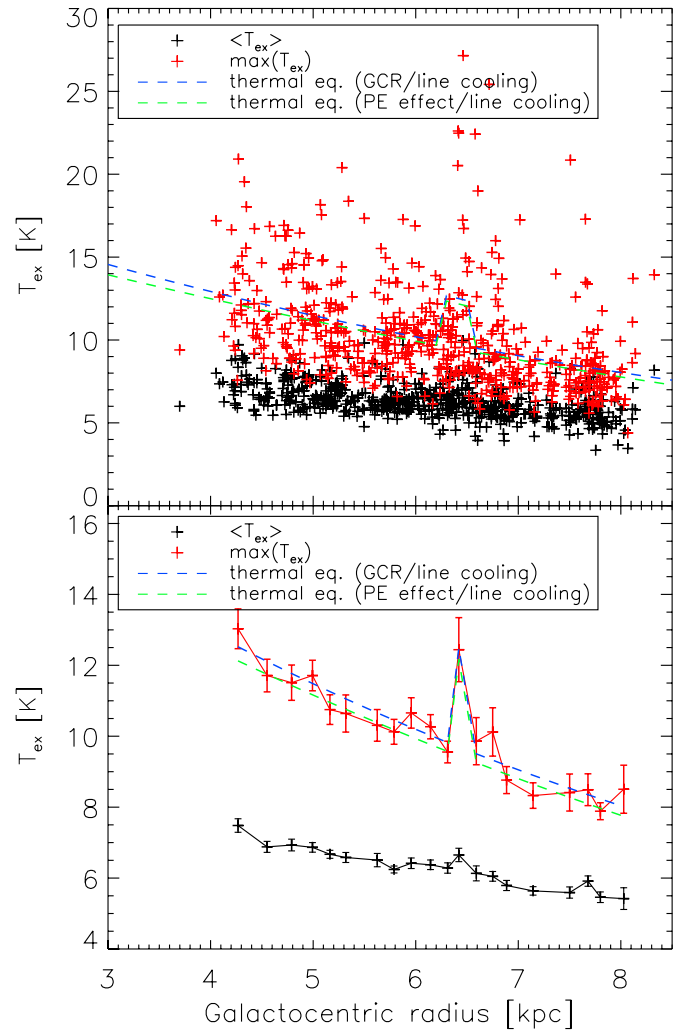 30
25
20
15
10
5
0
T_ex [K]
<T_ex>
max(T_ex)
thermal eq. (GCR/line cooling)
thermal eq. (PE effect/line cooling)
16
14
12
10
8
6
4
T_ex [K]
<T_ex>
max(T_ex)
thermal eq. (GCR/line cooling)
thermal eq. (PE effect/line cooling)
3 4 5 6 7 8
Galactocentric radius [kpc]